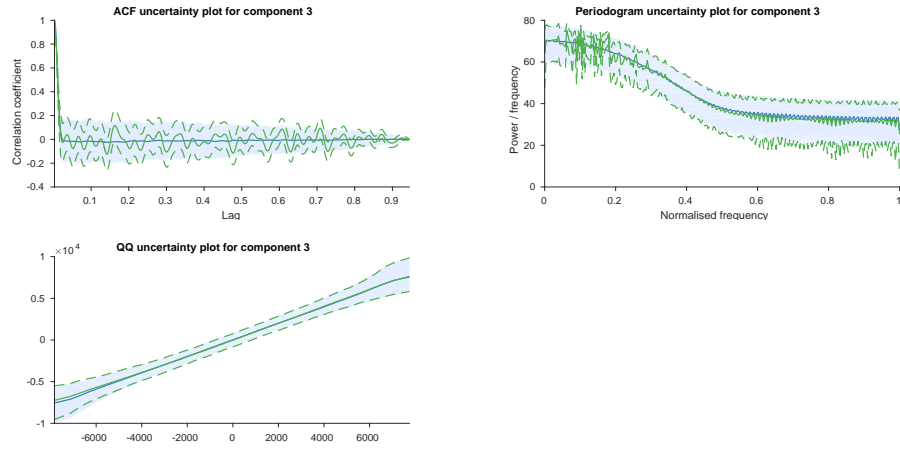 ACF uncertainty plot for component 3
1
0.8
0.6
0.4
0.2
0
-0.2
-0.4
Correlation coefficient
0.1 0.2 0.3 0.4 0.5 0.6 0.7 0.8 0.9
Lag
Periodogram uncertainty plot for component 3
80
60
40
20
0
Power / frequency
0 0.2 0.4 0.6 0.8 1
Normalised frequency
QQ uncertainty plot for component 3
×10^4
1
0.5
0
-0.5
-1
-6000 -4000 -2000 0 2000 4000 6000